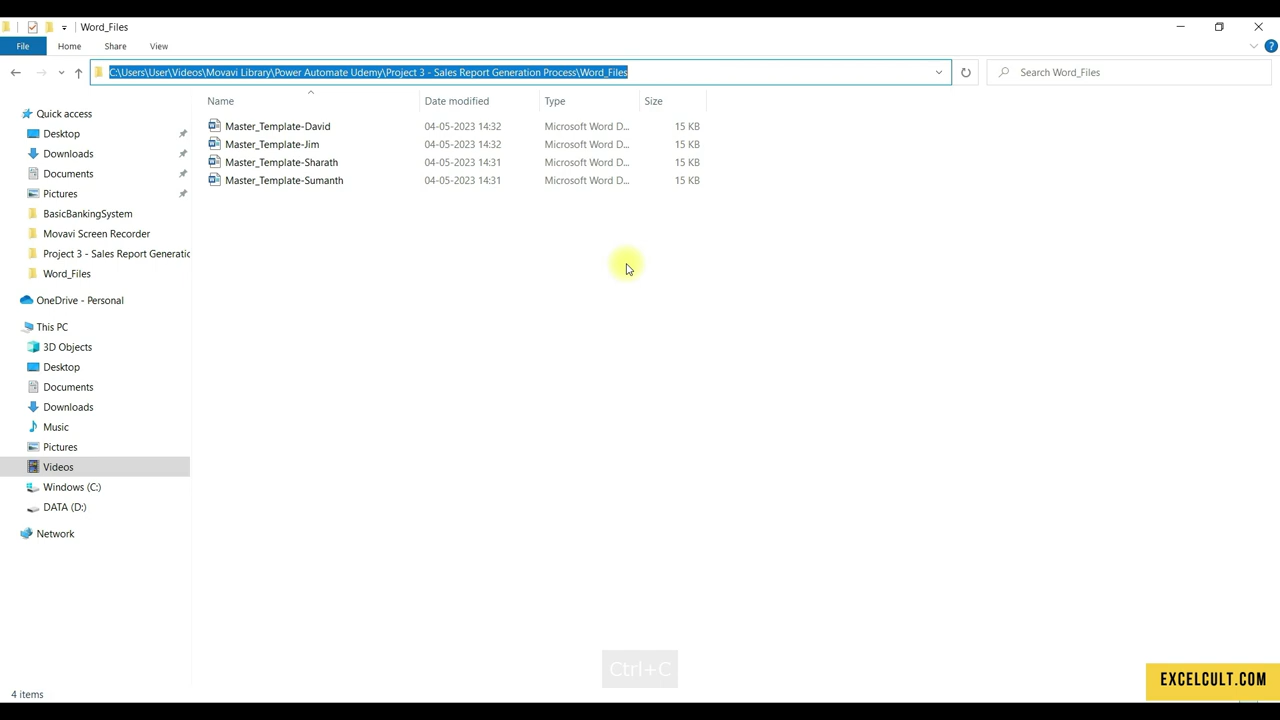 Word_Files
File Home Share View
C:\Users\User\Videos\Movavi Library\Power Automate Udemy\Project 3 - Sales Report Generation Process\Word_Files
Search Word_Files
Name Date modified Type Size
Master_Template-David 04-05-2023 14:32 Microsoft Word D... 15 KB
Master_Template-Jim 04-05-2023 14:32 Microsoft Word D... 15 KB
Master_Template-Sharath 04-05-2023 14:31 Microsoft Word D... 15 KB
Master_Template-Sumanth 04-05-2023 14:31 Microsoft Word D... 15 KB
Quick access
Desktop
Downloads
Documents
Pictures
BasicBankingSystem
Movavi Screen Recorder
Project 3 - Sales Report Generatic
Word_Files
OneDrive - Personal
This PC
3D Objects
Desktop
Documents
Downloads
Music
Pictures
Videos
Windows (C:)
DATA (D:)
Network
Ctrl+C
EXCELCULT.COM
4 items